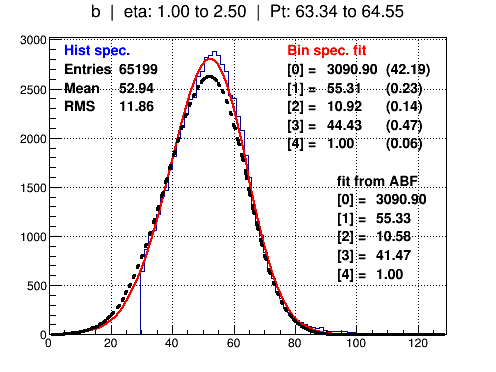 b | eta: 1.00 to 2.50 | Pt: 63.34 to 64.55
Hist spec.
Entries 65199
Mean 52.94
RMS 11.86
Bin spec. fit
[0] = 3090.90 (42.19)
[1] = 55.31 (0.23)
[2] = 10.92 (0.14)
[3] = 44.43 (0.47)
[4] = 1.00 (0.06)
fit from ABF
[0] = 3090.90
[1] = 55.33
[2] = 10.58
[3] = 41.47
[4] = 1.00
3000
2500
2000
1500
1000
500
0
0 20 40 60 80 100 120